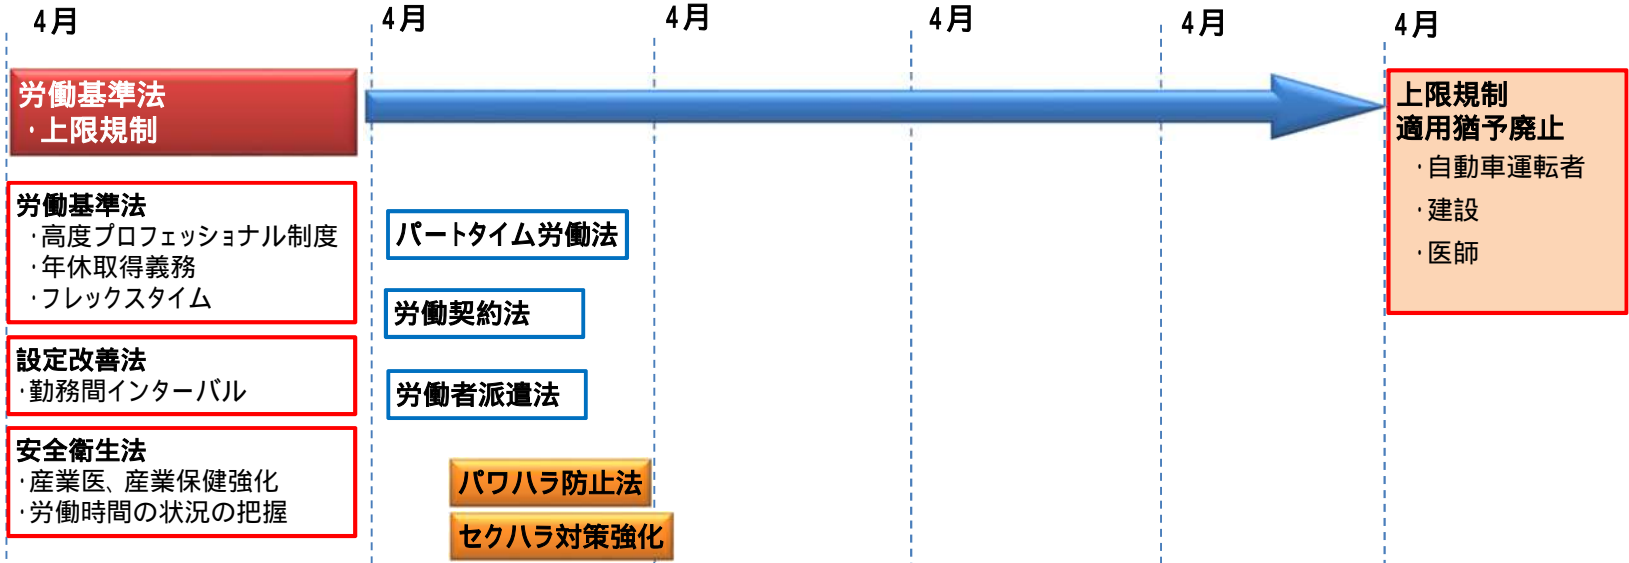 4月
4月
4月
4月
4月
4月
労働基準法
・上限規制
労働基準法
・高度プロフェッショナル制度
・年休取得義務
・フレックスタイム
設定改善法
・勤務間インターバル
安全衛生法
・産業医、産業保健強化
・労働時間の状況の把握
パートタイム労働法
労働契約法
労働者派遣法
パワハラ防止法
セクハラ対策強化
上限規制
適用猶予廃止
・自動車運転者
・建設
・医師